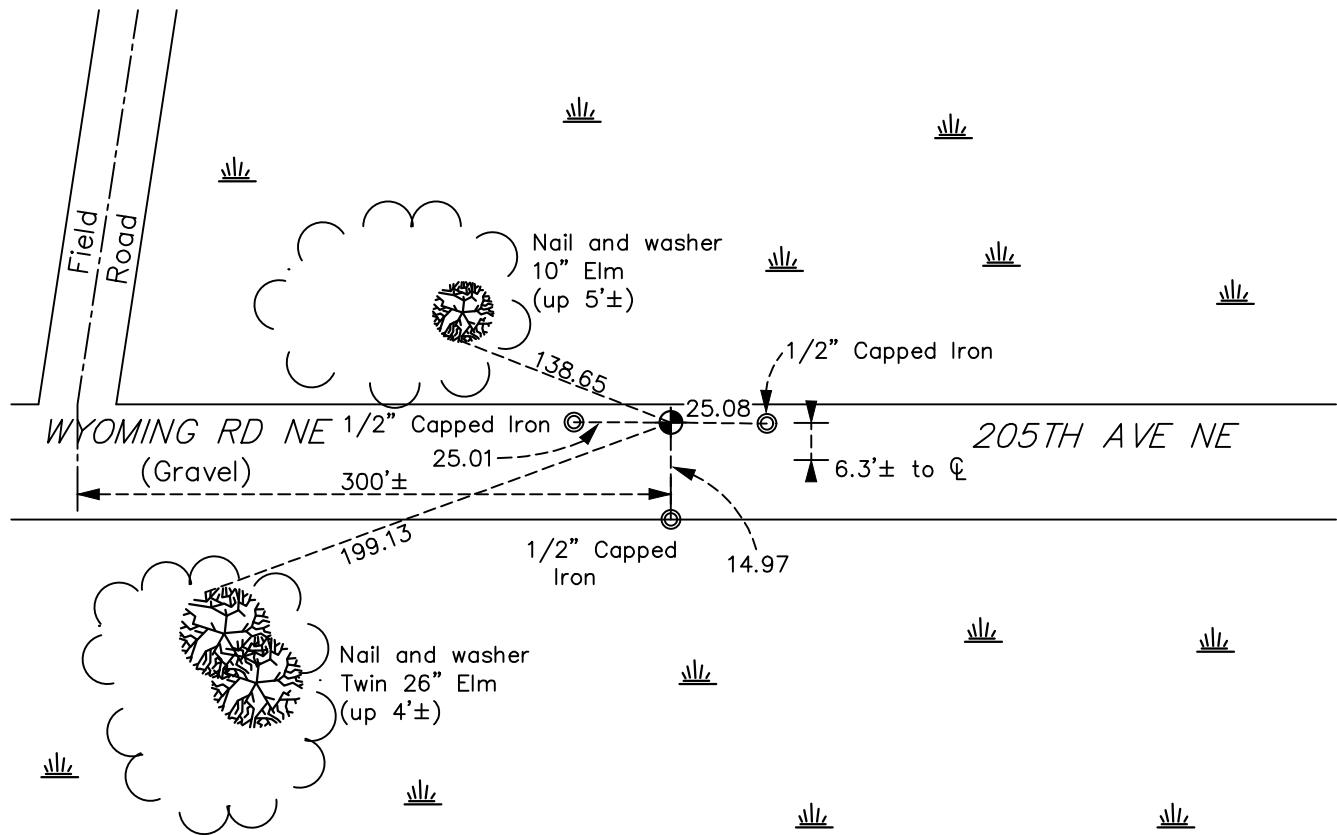 Field
Road
Nail and washer
10” Elm
(up 5'±)
138.65
1/2” Capped Iron
25.08
WYOMING RD NE
1/2” Capped Iron
205TH AVE NE
(Gravel)
25.01
6.3'± to ℄
300'±
199.13
1/2” Capped
Iron
14.97
Nail and washer
Twin 26” Elm
(up 4'±)